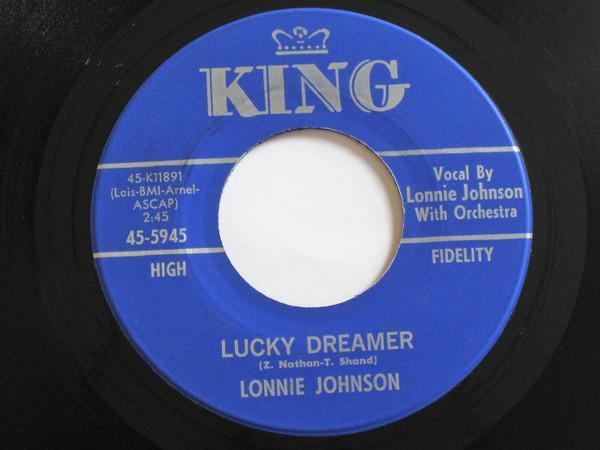 KING
45-K11891
(Lois-BMI-Arnel-
ASCAP)
2:45
45-5945
HIGH
Vocal By
Lonnie Johnson
With Orchestra
FIDELITY
LUCKY DREAMER
(Z. Nathan-T. Shand)
LONNIE JOHNSON